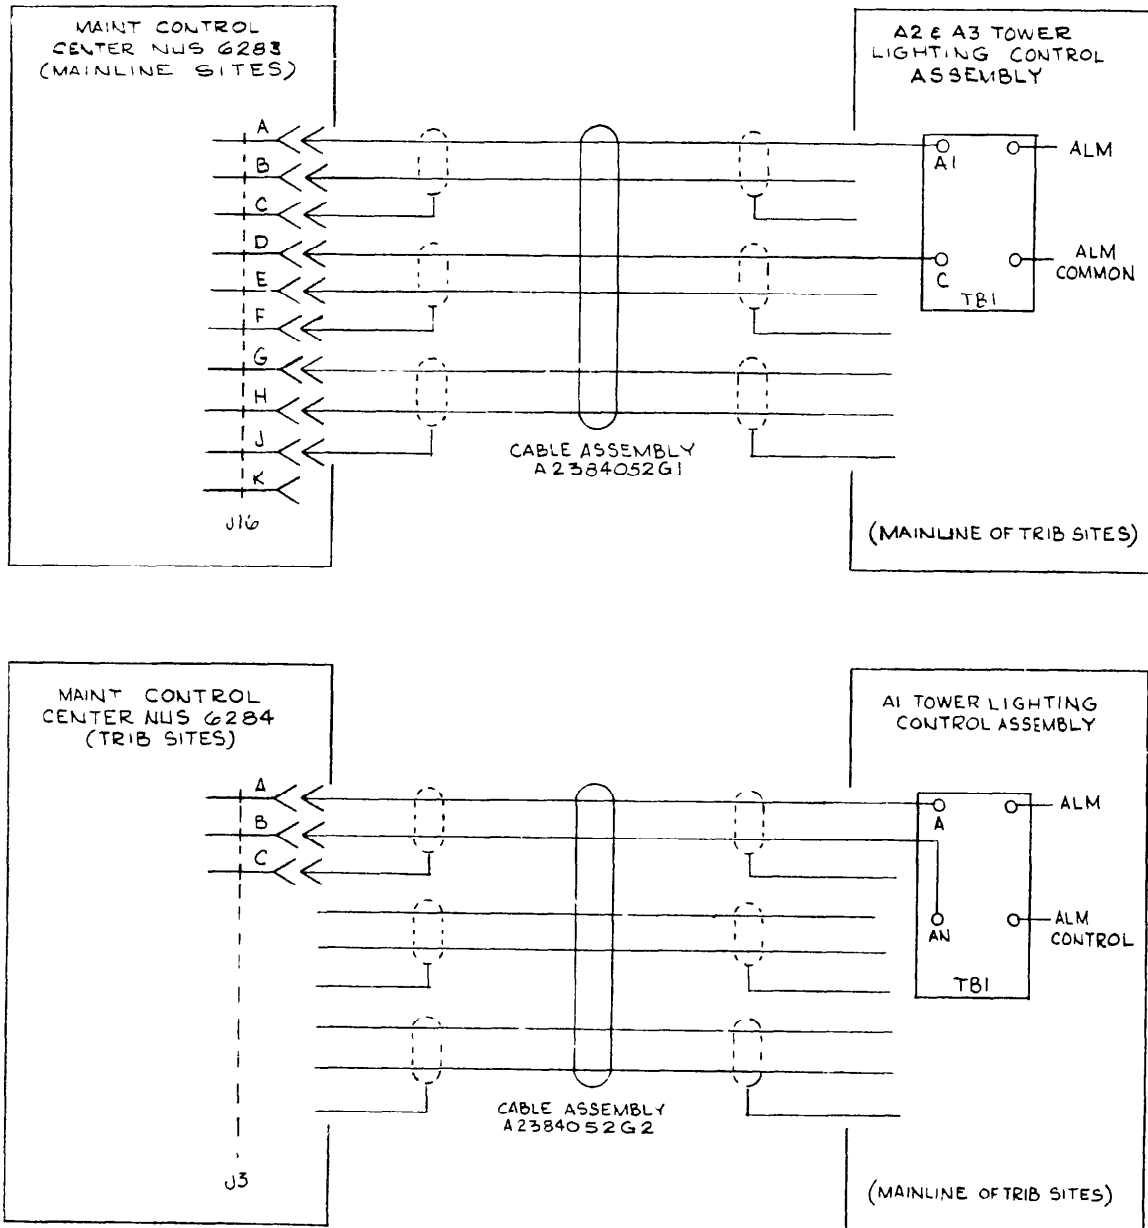 MAINT CONTROL
CENTER NUS 6283
(MAINLINE SITES)
A2 & A3 TOWER
LIGHTING CONTROL
ASSEMBLY
A
B
C
D
E
F
G
H
J
K
J16
CABLE ASSEMBLY
A2384052G1
A1
ALM
C
ALM
COMMON
TB1
(MAINLINE OF TRIB SITES)
MAINT CONTROL
CENTER NUS 6284
(TRIB SITES)
A1 TOWER LIGHTING
CONTROL ASSEMBLY
A
B
C
J3
CABLE ASSEMBLY
A2384052G2
A
ALM
AN
ALM
CONTROL
TB1
(MAINLINE OF TRIB SITES)